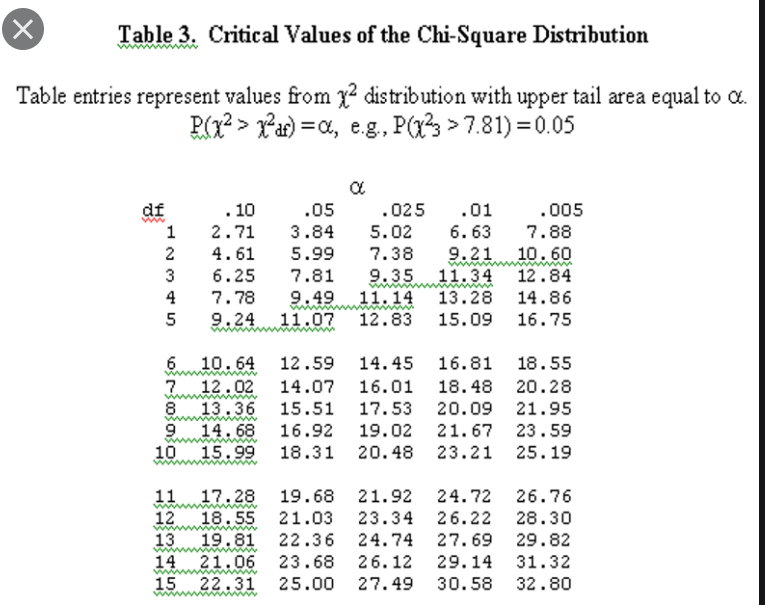 Table 3. Critical Values of the Chi-Square Distribution
Table entries represent values from χ² distribution with upper tail area equal to α.
P(χ² > χ²df) = α, e.g., P(χ²₃ > 7.81) = 0.05
α
df .10 .05 .025 .01 .005
1 2.71 3.84 5.02 6.63 7.88
2 4.61 5.99 7.38 9.21 10.60
3 6.25 7.81 9.35 11.34 12.84
4 7.78 9.49 11.14 13.28 14.86
5 9.24 11.07 12.83 15.09 16.75
6 10.64 12.59 14.45 16.81 18.55
7 12.02 14.07 16.01 18.48 20.28
8 13.36 15.51 17.53 20.09 21.95
9 14.68 16.92 19.02 21.67 23.59
10 15.99 18.31 20.48 23.21 25.19
11 17.28 19.68 21.92 24.72 26.76
12 18.55 21.03 23.34 26.22 28.30
13 19.81 22.36 24.74 27.69 29.82
14 21.06 23.68 26.12 29.14 31.32
15 22.31 25.00 27.49 30.58 32.80